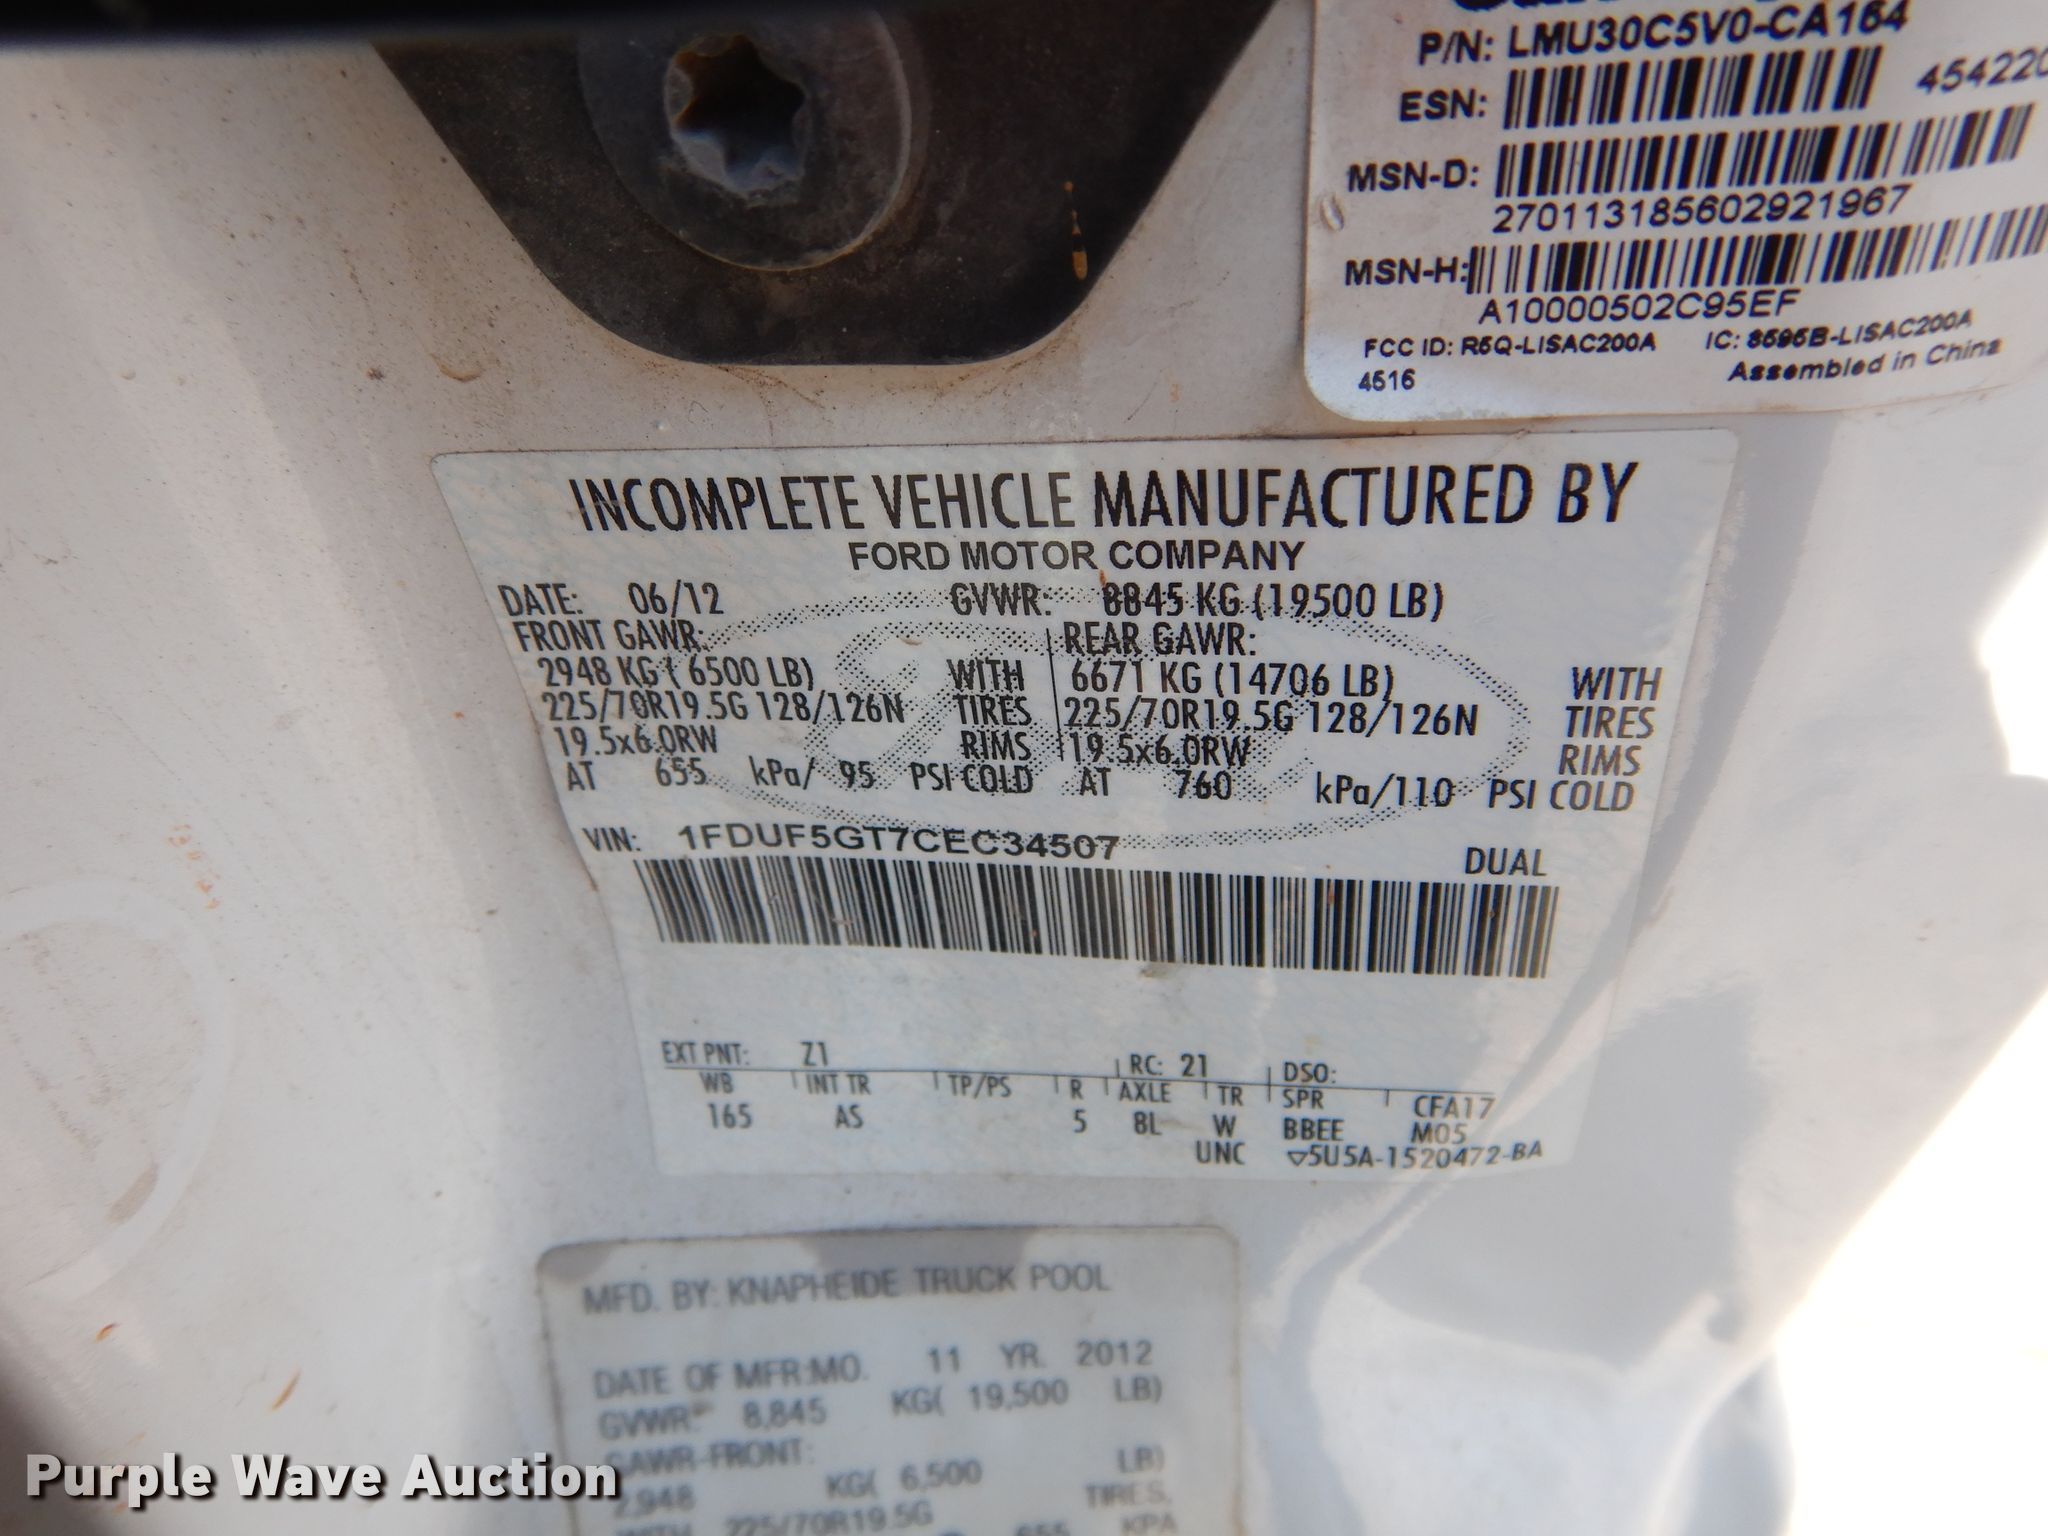 P/N: LMU30C5V0-CA164
ESN: 454220
MSN-D:
270113185602921967
MSN-H:
A10000502C95EF
FCC ID: R5Q-LISAC200A IC: 8595B-LISAC200A
4516 Assembled in China
INCOMPLETE VEHICLE MANUFACTURED BY
FORD MOTOR COMPANY
DATE: 06/12 GVWR: 8845 KG (19500 LB)
FRONT GAWR: REAR GAWR:
2948 KG ( 6500 LB) WITH 6671 KG (14706 LB) WITH
225/70R19.5G 128/126N TIRES 225/70R19.5G 128/126N TIRES
19.5x6.0RW RIMS 19.5x6.0RW RIMS
AT 655 kPa/ 95 PSI COLD AT 760 kPa/110 PSI COLD
VIN: 1FDUF5GT7CEC34507
DUAL
EXT PNT: Z1 RC: 21 DSO:
WB INT TR TP/PS R AXLE TR SPR CFA17
165 AS 5 8L W BBEE M05
UNC ▽5U5A-1520472-BA
MFD. BY: KNAPHEIDE TRUCK POOL
DATE OF MFR:MO. 11 YR. 2012
GVWR: 8,845 KG( 19,500 LB)
GAWR-FRONT:
2,948 KG( 6,500 LB)
WITH 225/70R19.5G TIRES,
655 KPA
Purple Wave Auction